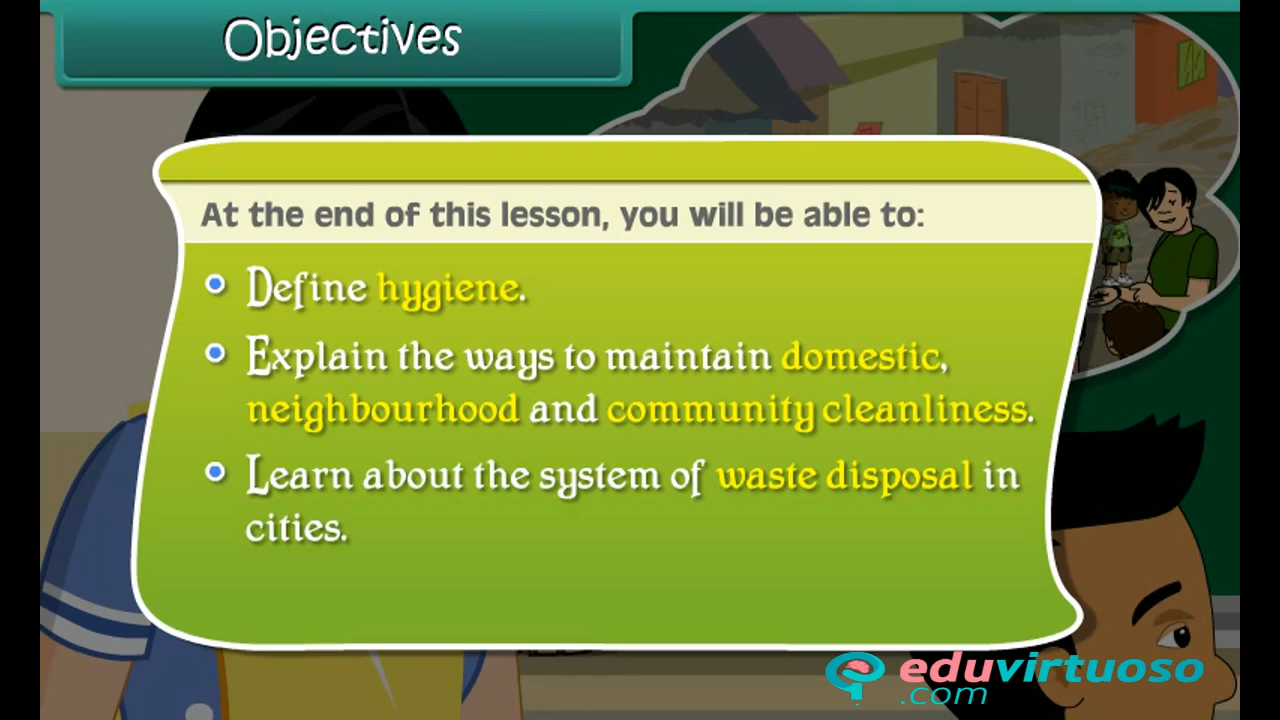 Objectives
At the end of this lesson, you will be able to:
Define hygiene.
Explain the ways to maintain domestic,
neighbourhood and community cleanliness.
Learn about the system of waste disposal in
cities.
eduvirtuoso
.com